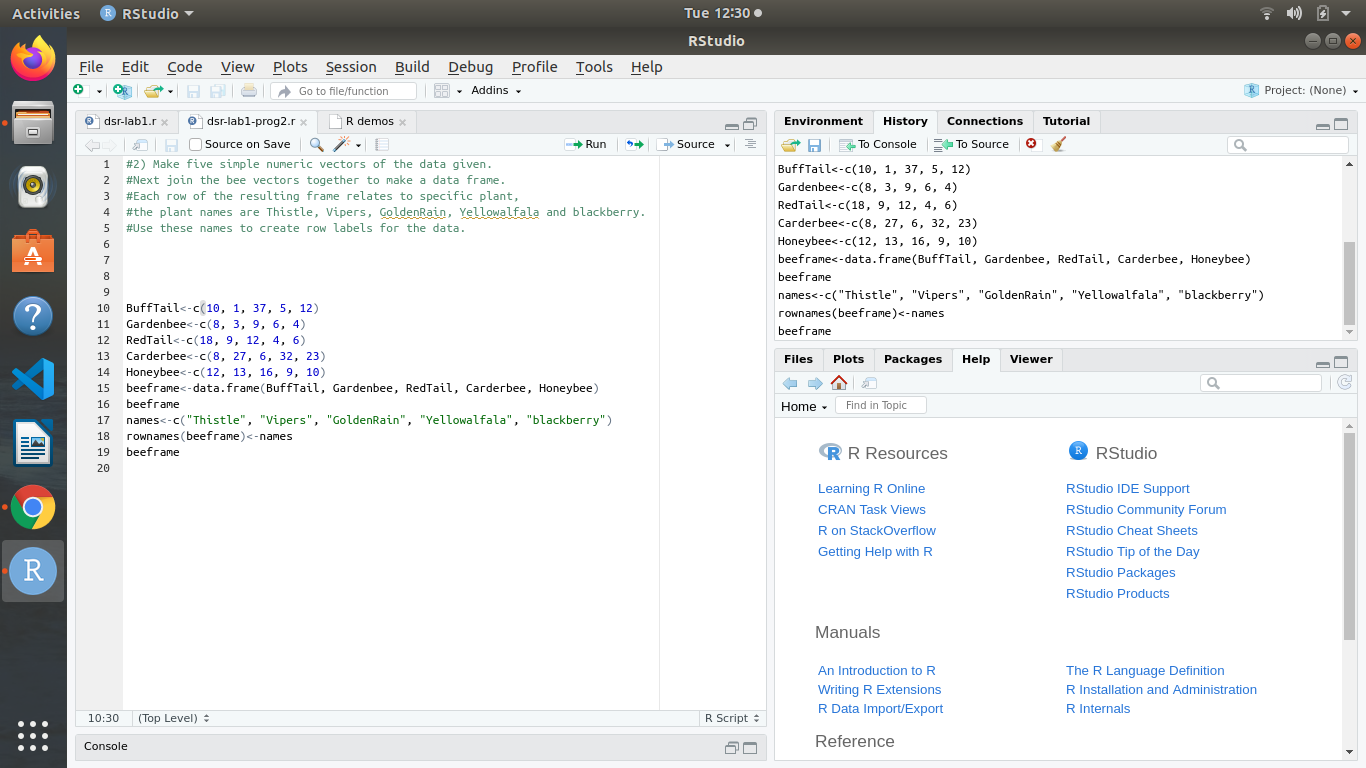 Activities RStudio Tue 12:30
RStudio
File Edit Code View Plots Session Build Debug Profile Tools Help
Go to file/function Addins Project: (None)
dsr-lab1.r dsr-lab1-prog2.r R demos
Source on Save Run Source
1 #2) Make five simple numeric vectors of the data given.
2 #Next join the bee vectors together to make a data frame.
3 #Each row of the resulting frame relates to specific plant,
4 #the plant names are Thistle, Vipers, GoldenRain, Yellowalfala and blackberry.
5 #Use these names to create row labels for the data.
6
7
8
9
10 BuffTail<-c(10, 1, 37, 5, 12)
11 Gardenbee<-c(8, 3, 9, 6, 4)
12 RedTail<-c(18, 9, 12, 4, 6)
13 Carderbee<-c(8, 27, 6, 32, 23)
14 Honeybee<-c(12, 13, 16, 9, 10)
15 beeframe<-data.frame(BuffTail, Gardenbee, RedTail, Carderbee, Honeybee)
16 beeframe
17 names<-c("Thistle", "Vipers", "GoldenRain", "Yellowalfala", "blackberry")
18 rownames(beeframe)<-names
19 beeframe
20
10:30 (Top Level) R Script
Console
Environment History Connections Tutorial
To Console To Source
BuffTail<-c(10, 1, 37, 5, 12)
Gardenbee<-c(8, 3, 9, 6, 4)
RedTail<-c(18, 9, 12, 4, 6)
Carderbee<-c(8, 27, 6, 32, 23)
Honeybee<-c(12, 13, 16, 9, 10)
beeframe<-data.frame(BuffTail, Gardenbee, RedTail, Carderbee, Honeybee)
beeframe
names<-c("Thistle", "Vipers", "GoldenRain", "Yellowalfala", "blackberry")
rownames(beeframe)<-names
beeframe
Files Plots Packages Help Viewer
Home Find in Topic
R Resources RStudio
Learning R Online RStudio IDE Support
CRAN Task Views RStudio Community Forum
R on StackOverflow RStudio Cheat Sheets
Getting Help with R RStudio Tip of the Day
RStudio Packages
RStudio Products
Manuals
An Introduction to R The R Language Definition
Writing R Extensions R Installation and Administration
R Data Import/Export R Internals
Reference